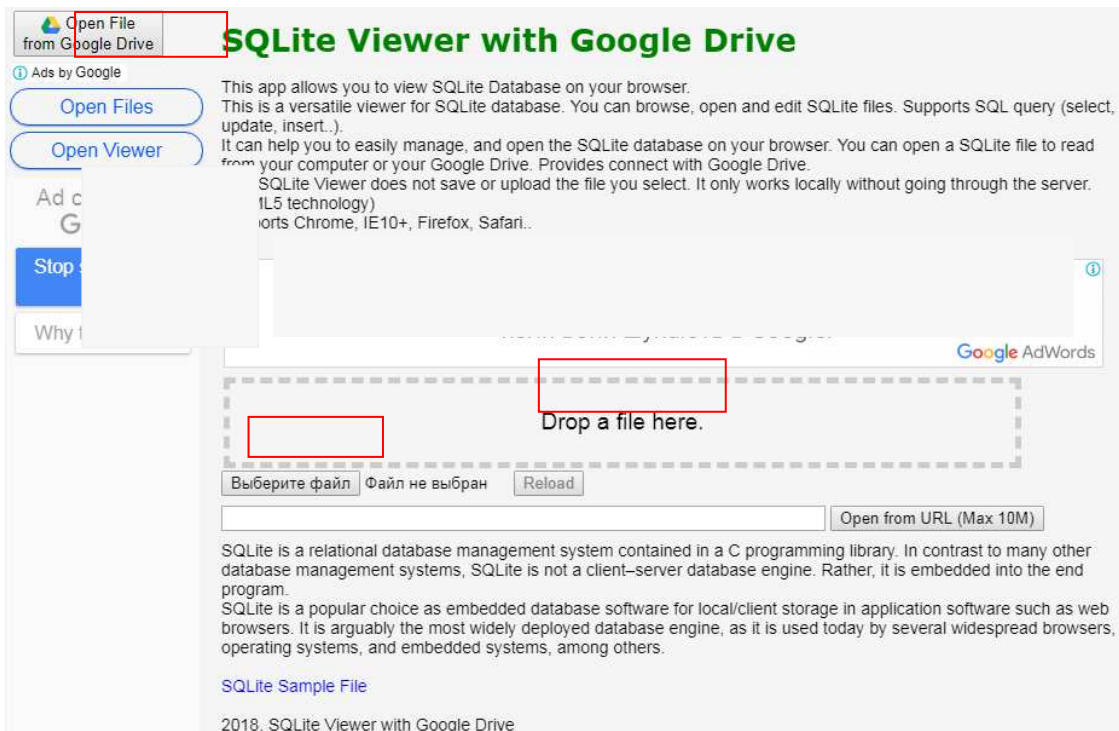 Open File
from Google Drive
Ads by Google
Open Files
Open Viewer
Ad
G
Stop
Why
SQLite Viewer with Google Drive
This app allows you to view SQLite Database on your browser.
This is a versatile viewer for SQLite database. You can browse, open and edit SQLite files. Supports SQL query (select,
update, insert..).
It can help you to easily manage, and open the SQLite database on your browser. You can open a SQLite file to read
from your computer or your Google Drive. Provides connect with Google Drive.
SQLite Viewer does not save or upload the file you select. It only works locally without going through the server.
technology)
Chrome, IE10+, Firefox, Safari..
Google AdWords
Drop a file here.
Выберите файл Файл не выбран Reload
Open from URL (Max 10M)
SQLite is a relational database management system contained in a C programming library. In contrast to many other
database management systems, SQLite is not a client–server database engine. Rather, it is embedded into the end
program.
SQLite is a popular choice as embedded database software for local/client storage in application software such as web
browsers. It is arguably the most widely deployed database engine, as it is used today by several widespread browsers,
operating systems, and embedded systems, among others.
SQLite Sample File
2018. SQLite Viewer with Google Drive